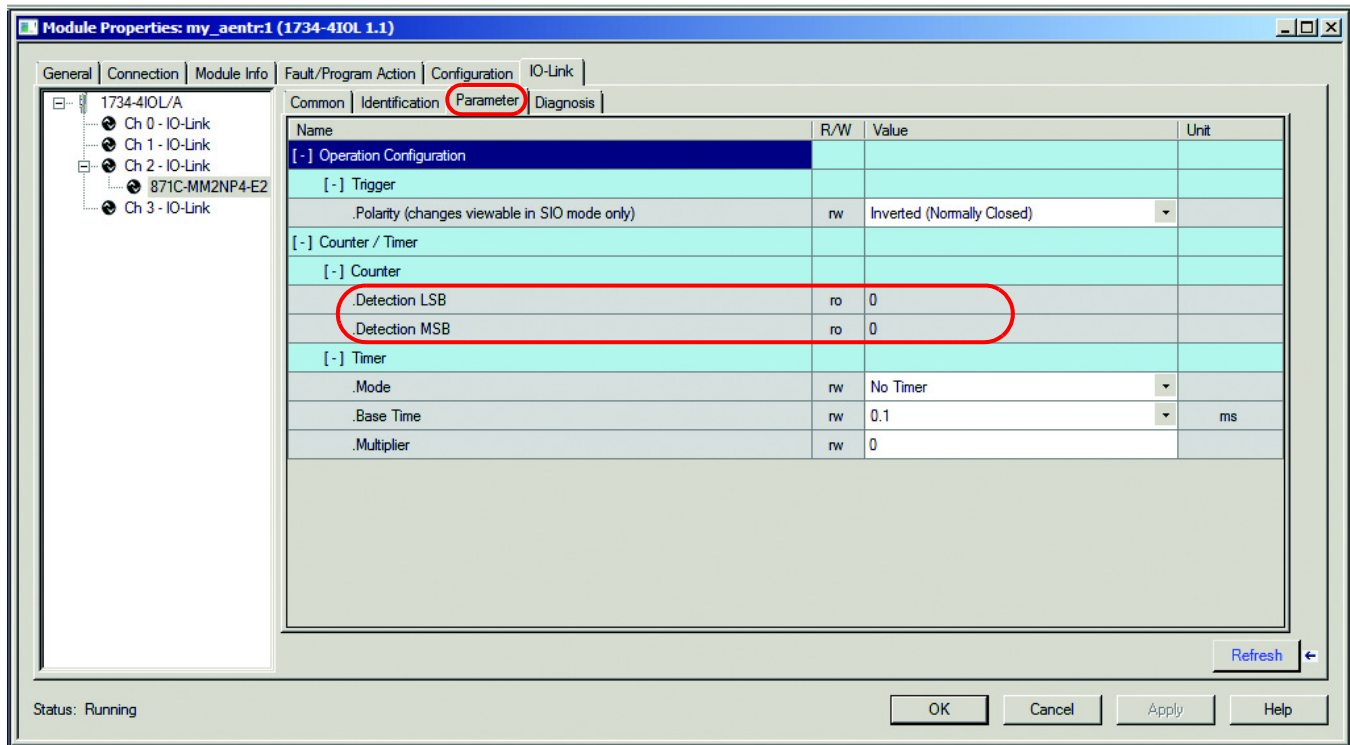 Module Properties: my_aentr:1 (1734-4IOL 1.1)
General Connection Module Info Fault/Program Action Configuration IO-Link
1734-4IOL/A
Ch 0 - IO-Link
Ch 1 - IO-Link
Ch 2 - IO-Link
871C-MM2NP4-E2
Ch 3 - IO-Link
Common Identification Parameter Diagnosis
Name R/W Value Unit
[-] Operation Configuration
[-] Trigger
.Polarity (changes viewable in SIO mode only) rw Inverted (Normally Closed)
[-] Counter / Timer
[-] Counter
.Detection LSB ro 0
.Detection MSB ro 0
[-] Timer
.Mode rw No Timer
.Base Time rw 0.1 ms
.Multiplier rw 0
Refresh
Status: Running
OK Cancel Apply Help